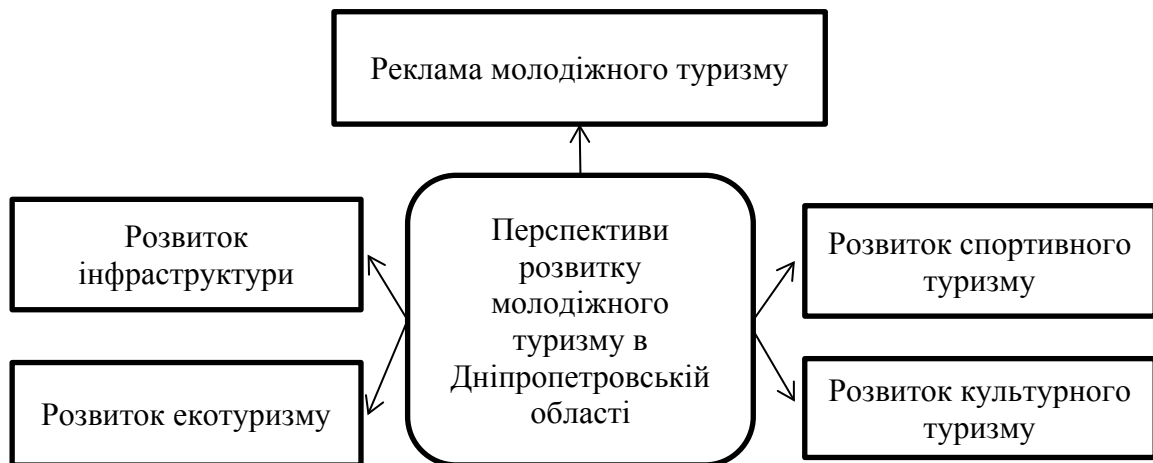 Реклама молодіжного туризму
Розвиток
інфраструктури
Розвиток екотуризму
Перспективи
розвитку
молодіжного
туризму в
Дніпропетровській
області
Розвиток спортивного
туризму
Розвиток культурного
туризму